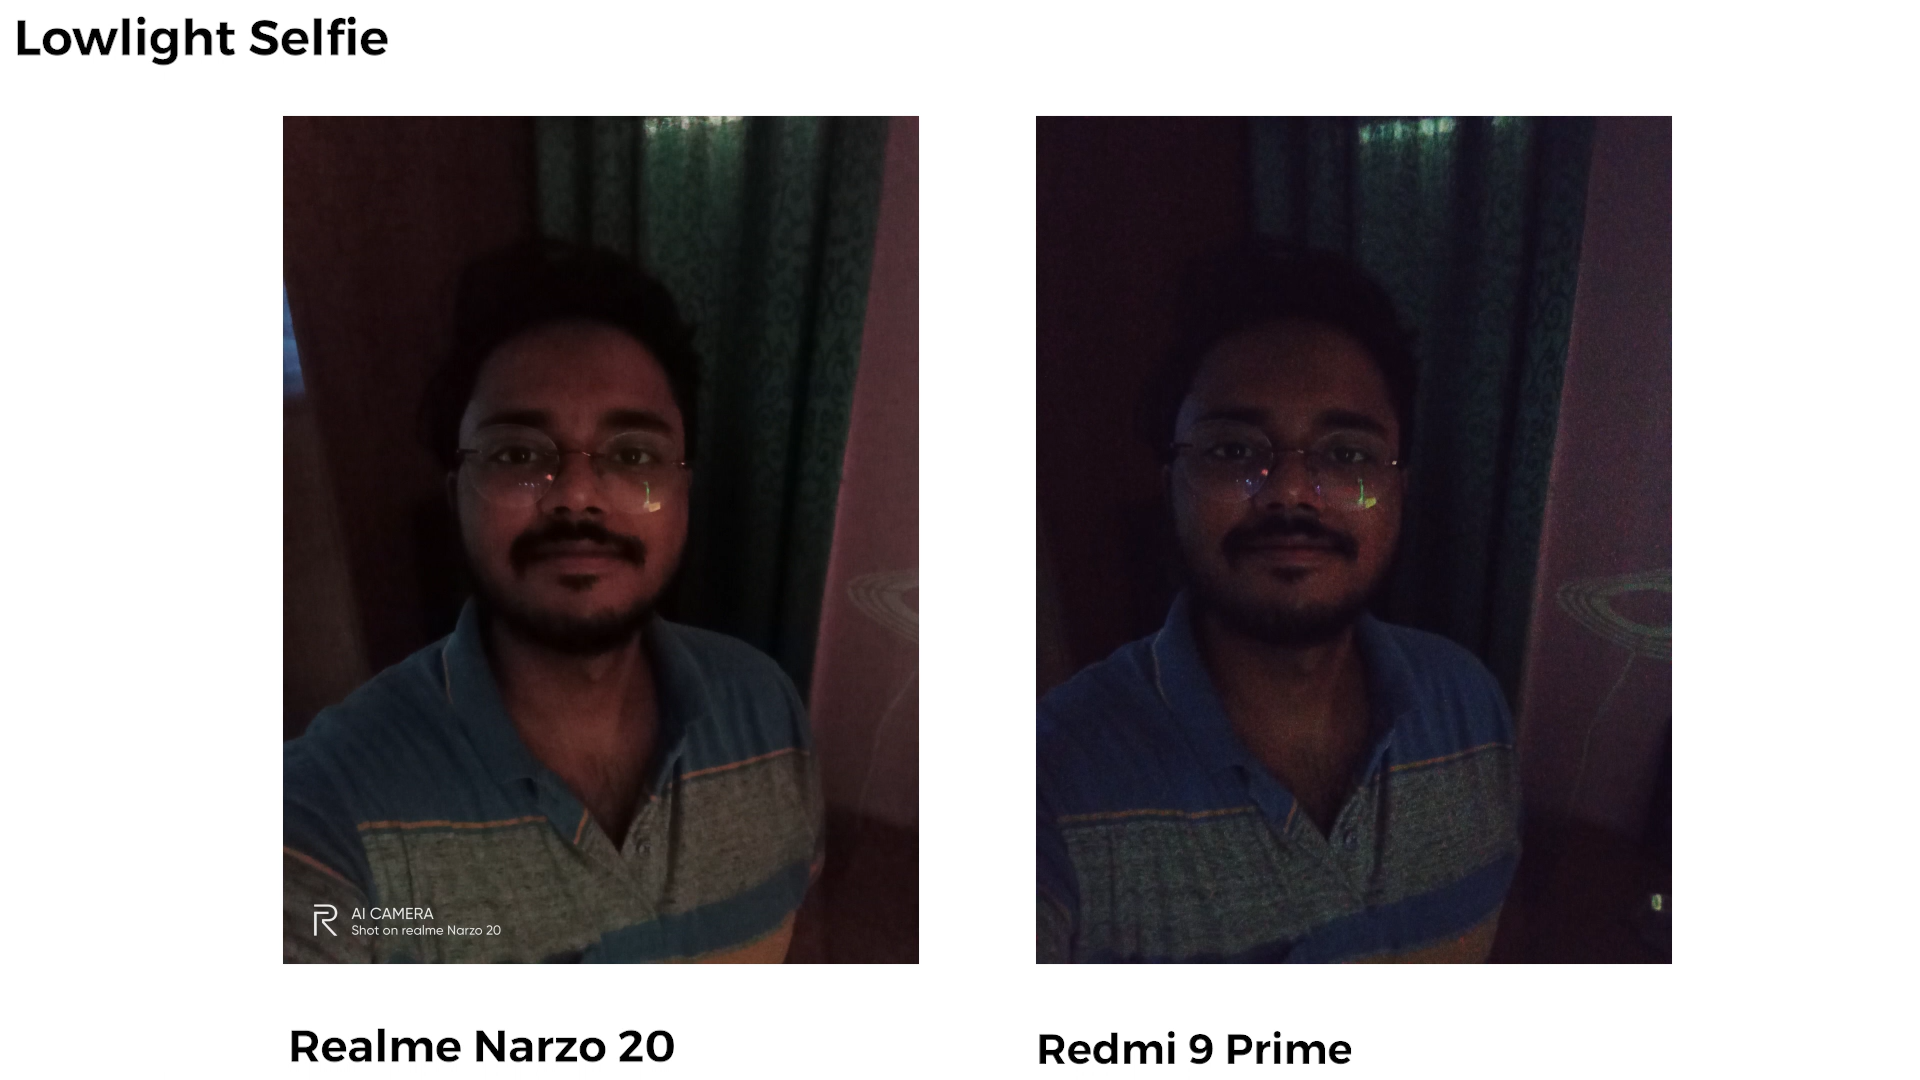 Lowlight Selfie
AI CAMERA
Shot on realme Narzo 20
Realme Narzo 20
Redmi 9 Prime